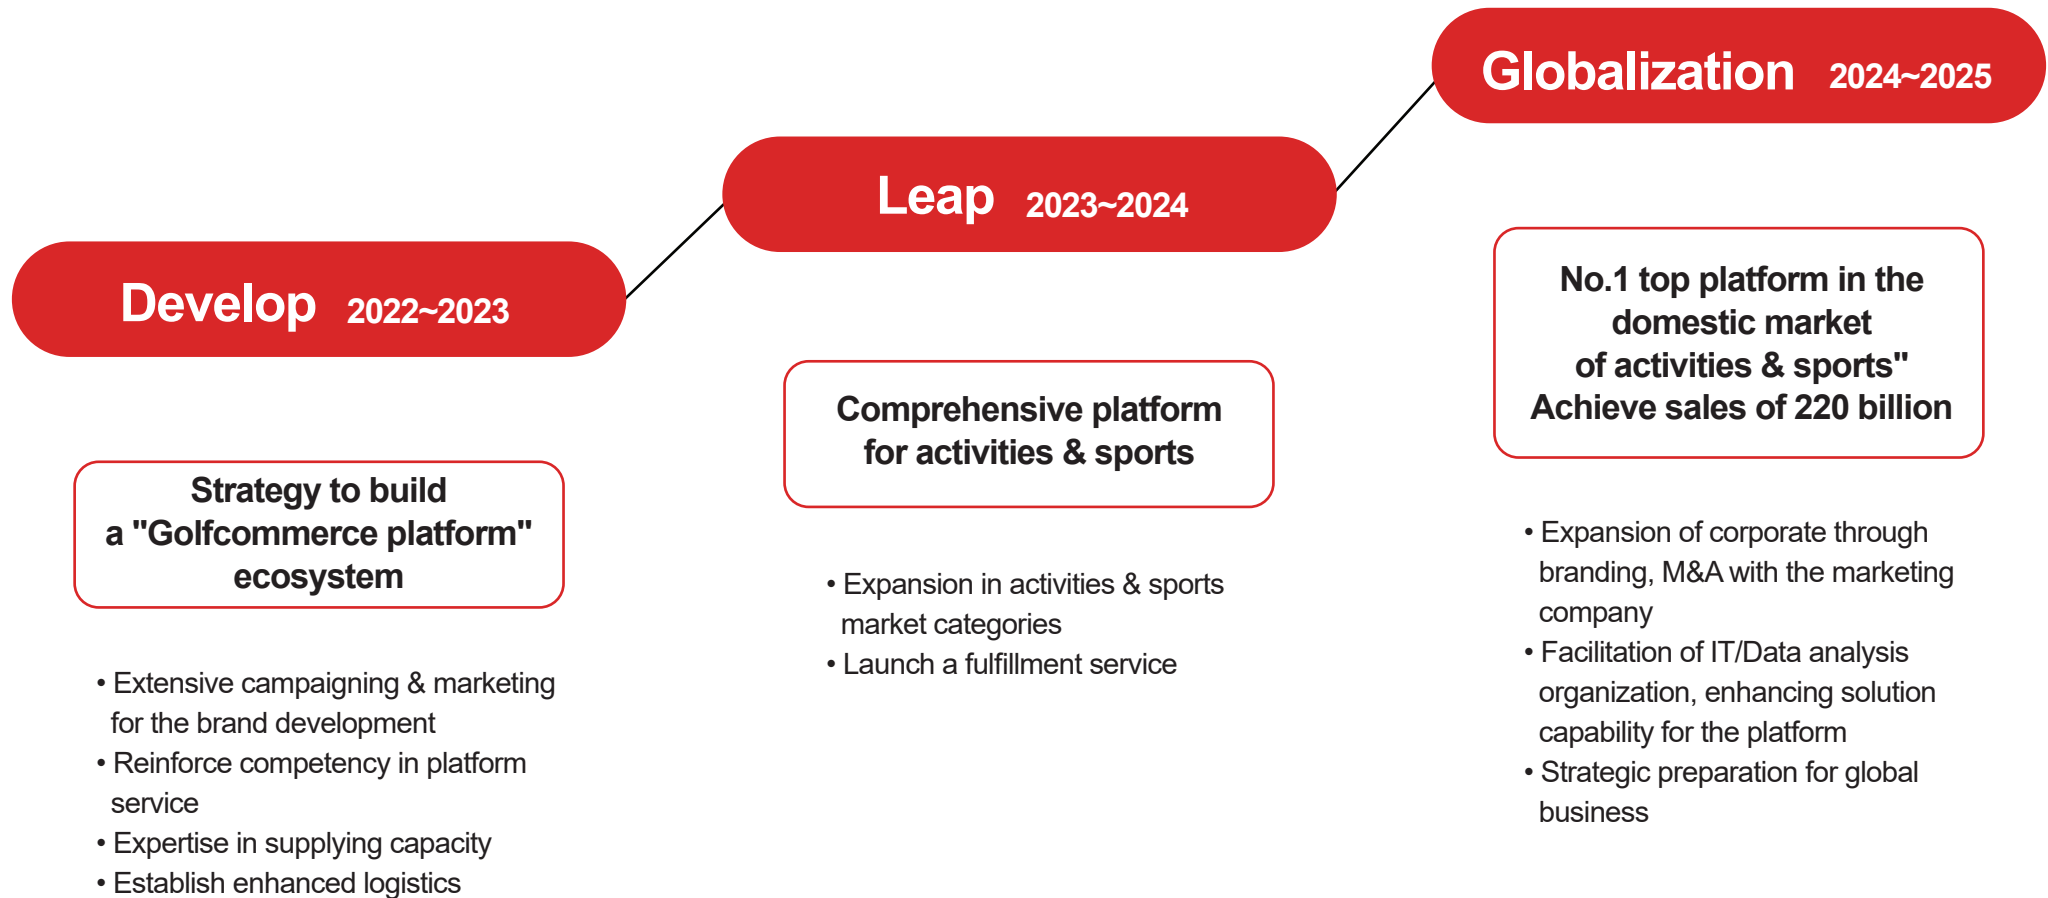 Develop 2022~2023
Strategy to build
a "Golfcommerce platform"
ecosystem
• Extensive campaigning & marketing
for the brand development
• Reinforce competency in platform
service
• Expertise in supplying capacity
• Establish enhanced logistics
Leap 2023~2024
Comprehensive platform
for activities & sports
• Expansion in activities & sports
market categories
• Launch a fulfillment service
Globalization 2024~2025
No.1 top platform in the
domestic market
of activities & sports"
Achieve sales of 220 billion
• Expansion of corporate through
branding, M&A with the marketing
company
• Facilitation of IT/Data analysis
organization, enhancing solution
capability for the platform
• Strategic preparation for global
business